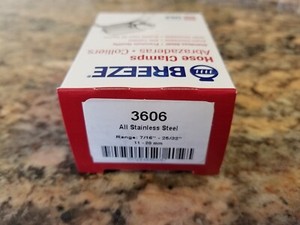 BREEZE
Hose Clamps
Abrazaderas • Colliers
3606
All Stainless Steel
Range: 7/16" - 25/32"
11 - 20 mm